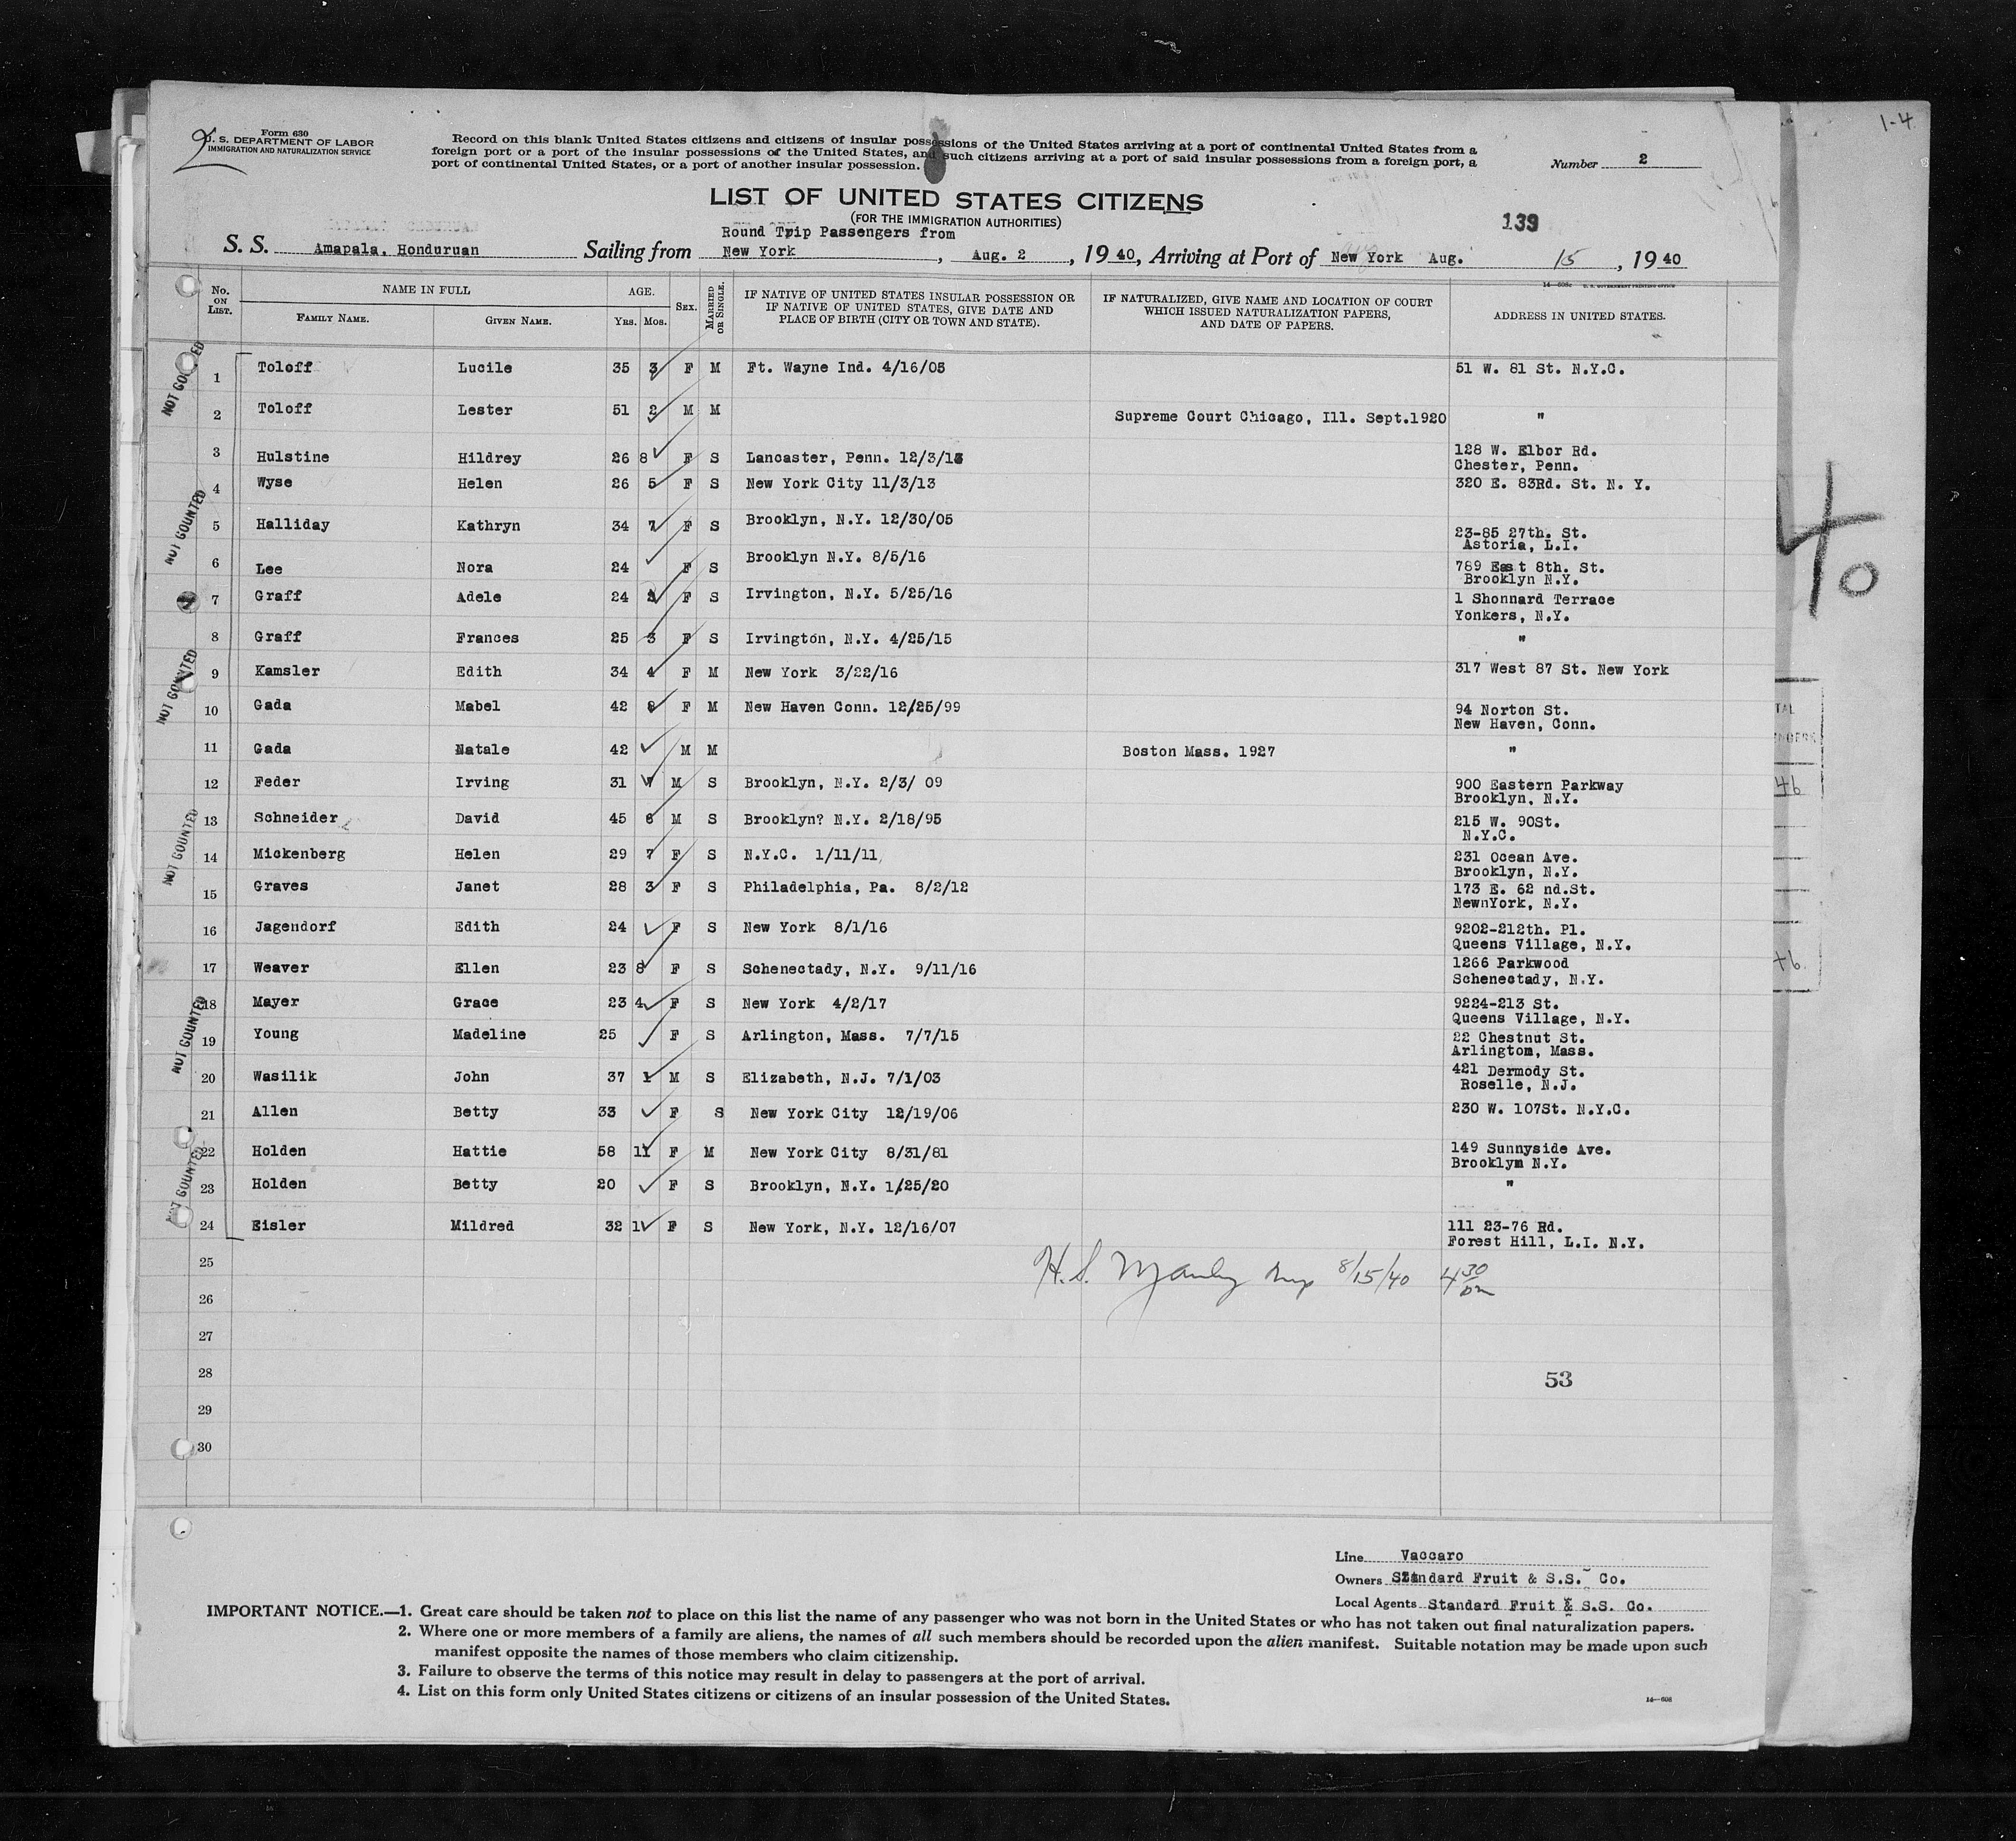 1-4
2
Form 630
U. S. DEPARTMENT OF LABOR
IMMIGRATION AND NATURALIZATION SERVICE
Record on this blank United States citizens and citizens of insular possessions of the United States arriving at a port of continental United States from a
foreign port or a port of the insular possessions of the United States, and such citizens arriving at a port of said insular possessions from a foreign port, a
port of continental United States, or a port of another insular possession.
Number 2
LIST OF UNITED STATES CITIZENS
(FOR THE IMMIGRATION AUTHORITIES)
139
Round Trip Passengers from
S. S. Amapala, Honduruan Sailing from New York, Aug. 2, 19 40, Arriving at Port of New York Aug. 15, 19 40
No. ON LIST. NAME IN FULL FAMILY NAME. GIVEN NAME. AGE. YRS. MOS. SEX. MARRIED OR SINGLE. IF NATIVE OF UNITED STATES INSULAR POSSESSION OR IF NATIVE OF UNITED STATES, GIVE DATE AND PLACE OF BIRTH (CITY OR TOWN AND STATE). IF NATURALIZED, GIVE NAME AND LOCATION OF COURT WHICH ISSUED NATURALIZATION PAPERS, AND DATE OF PAPERS. ADDRESS IN UNITED STATES.
1 Toloff Lucile 35 3 F M Ft. Wayne Ind. 4/16/05 51 W. 81 St. N.Y.C.
2 Toloff Lester 51 2 M M Supreme Court Chicago, Ill. Sept.1920 "
3 Hulstine Hildrey 26 8 F S Lancaster, Penn. 12/3/13 128 W. Elbor Rd.
Chester, Penn.
4 Wyse Helen 26 5 F S New York City 11/3/13 320 E. 83Rd. St. N. Y.
5 Halliday Kathryn 34 7 F S Brooklyn, N.Y. 12/30/05 23-85 27th. St.
Astoria, L.I.
6 Lee Nora 24 F S Brooklyn N.Y. 8/5/16 789 East 8th. St.
Brooklyn N.Y.
7 Graff Adele 24 2 F S Irvington, N.Y. 5/25/16 1 Shonnard Terrace
Yonkers, N.Y.
8 Graff Frances 25 3 F S Irvington, N.Y. 4/25/15 "
9 Kamsler Edith 34 4 F M New York 3/22/16 317 West 87 St. New York
10 Gada Mabel 42 8 F M New Haven Conn. 12/25/99 94 Norton St.
New Haven, Conn.
11 Gada Natale 42 M M Boston Mass. 1927 "
12 Feder Irving 31 7 M S Brooklyn, N.Y. 2/3/ 09 900 Eastern Parkway
Brooklyn, N.Y.
13 Schneider David 45 6 M S Brooklyn? N.Y. 2/18/95 215 W. 90St.
N.Y.C.
14 Mickenberg Helen 29 7 F S N.Y.C. 1/11/11 231 Ocean Ave.
Brooklyn, N.Y.
15 Graves Janet 28 3 F S Philadelphia, Pa. 8/2/12 173 E. 62 nd.St.
NewnYork, N.Y.
16 Jagendorf Edith 24 F S New York 8/1/16 9202-212th. Pl.
Queens Village, N.Y.
17 Weaver Ellen 23 8 F S Schenectady, N.Y. 9/11/16 1266 Parkwood
Schenectady, N.Y.
18 Mayer Grace 23 4 F S New York 4/2/17 9224-213 St.
Queens Village, N.Y.
19 Young Madeline 25 F S Arlington, Mass. 7/7/15 22 Chestnut St.
Arlington, Mass.
20 Wasilik John 37 1 M S Elizabeth, N.J. 7/1/03 421 Dermody St.
Roselle, N.J.
21 Allen Betty 33 F S New York City 12/19/06 230 W. 107St. N.Y.C.
22 Holden Hattie 58 11 F M New York City 8/31/81 149 Sunnyside Ave.
Brooklyn N.Y.
23 Holden Betty 20 F S Brooklyn, N.Y. 1/25/20 "
24 Eisler Mildred 32 1 F S New York, N.Y. 12/16/07 111 23-76 Rd.
Forest Hill, L.I. N.Y.
25 H. S. Manley 8/15/40 4 30
26
27
28 53
29
30
NOT COUNTED
NOT COUNTED
NOT COUNTED
NOT COUNTED
NOT COUNTED
NOT COUNTED
40
46
46
Line Vaccaro
Owners Standard Fruit & S.S. Co.
Local Agents Standard Fruit & S.S. Co.
IMPORTANT NOTICE.—1. Great care should be taken not to place on this list the name of any passenger who was not born in the United States or who has not taken out final naturalization papers.
2. Where one or more members of a family are aliens, the names of all such members should be recorded upon the alien manifest. Suitable notation may be made upon such
manifest opposite the names of those members who claim citizenship.
3. Failure to observe the terms of this notice may result in delay to passengers at the port of arrival.
4. List on this form only United States citizens or citizens of an insular possession of the United States.
14—608